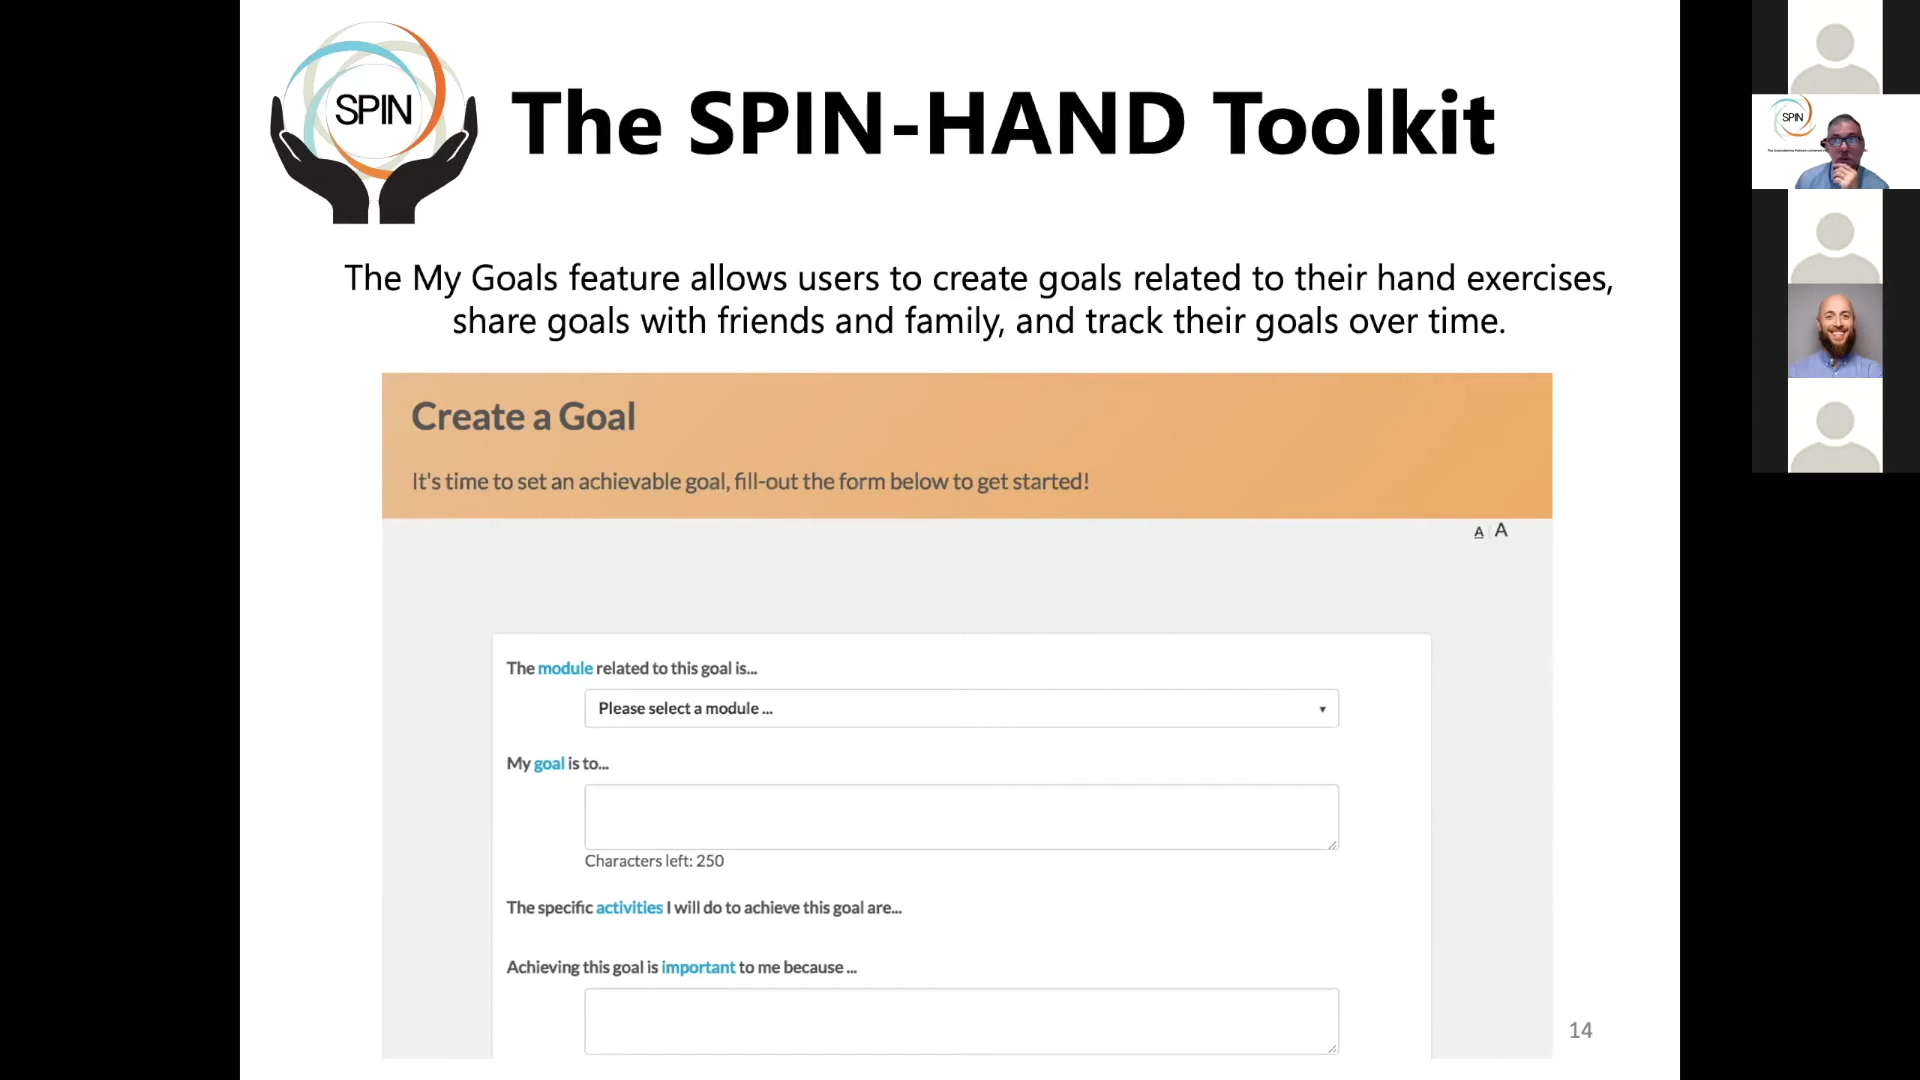 SPIN
The SPIN-HAND Toolkit
The My Goals feature allows users to create goals related to their hand exercises,
share goals with friends and family, and track their goals over time.
Create a Goal
It's time to set an achievable goal, fill-out the form below to get started!
A A
The module related to this goal is...
Please select a module ...
My goal is to...
Characters left: 250
The specific activities I will do to achieve this goal are...
Achieving this goal is important to me because ...
14
SPIN